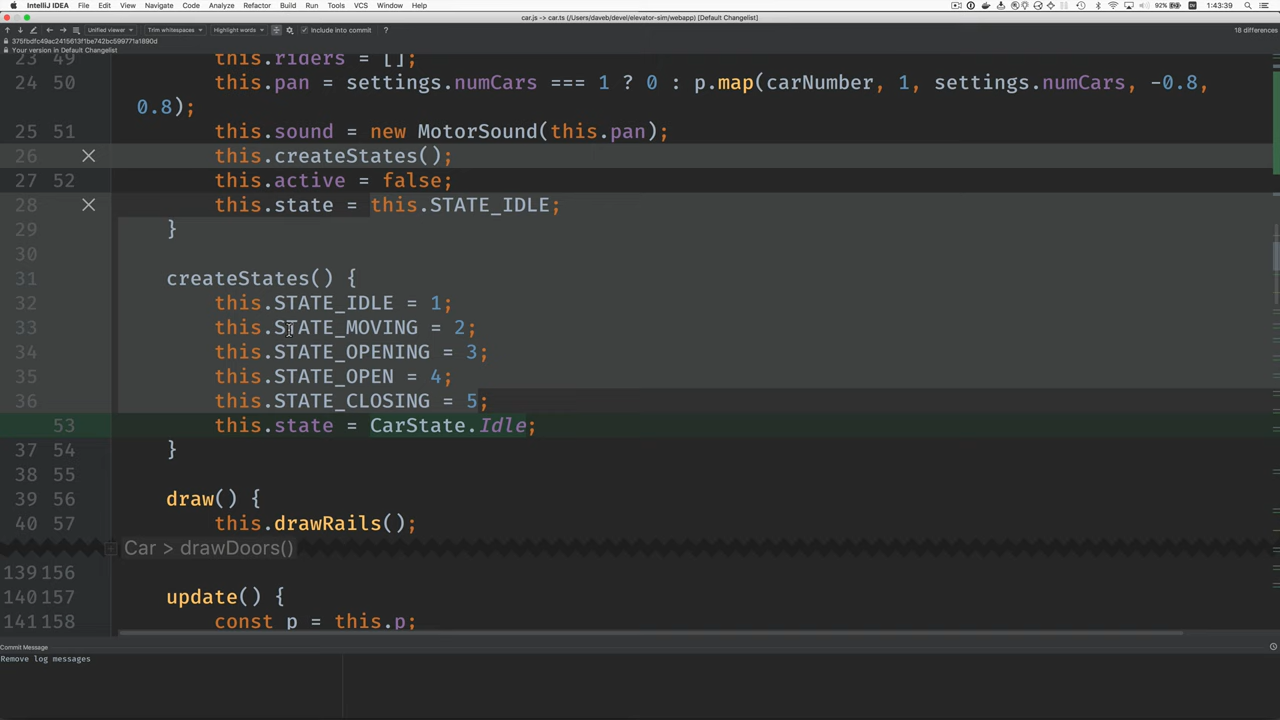 IntelliJ IDEA File Edit View Navigate Code Analyze Refactor Build Run Tools VCS Window Help 92% 1:43:39
car.js -> car.ts (/Users/daveb/devel/elevator-sim/webapp) [Default Changelist]
Unified viewer Trim whitespaces Highlight words Include into commit ? 18 differences
375fbdfc49ac2415613f1be742bc599771a1890d
Your version in Default Changelist
23 49 this.riders = [];
24 50 this.pan = settings.numCars === 1 ? 0 : p.map(carNumber, 1, settings.numCars, -0.8,
0.8);
25 51 this.sound = new MotorSound(this.pan);
26 this.createStates();
27 52 this.active = false;
28 this.state = this.STATE_IDLE;
29 }
30
31 createStates() {
32 this.STATE_IDLE = 1;
33 this.STATE_MOVING = 2;
34 this.STATE_OPENING = 3;
35 this.STATE_OPEN = 4;
36 this.STATE_CLOSING = 5;
53 this.state = CarState.Idle;
37 54 }
38 55
39 56 draw() {
40 57 this.drawRails();
Car > drawDoors()
139 156
140 157 update() {
141 158 const p = this.p;
Commit Message
Remove log messages